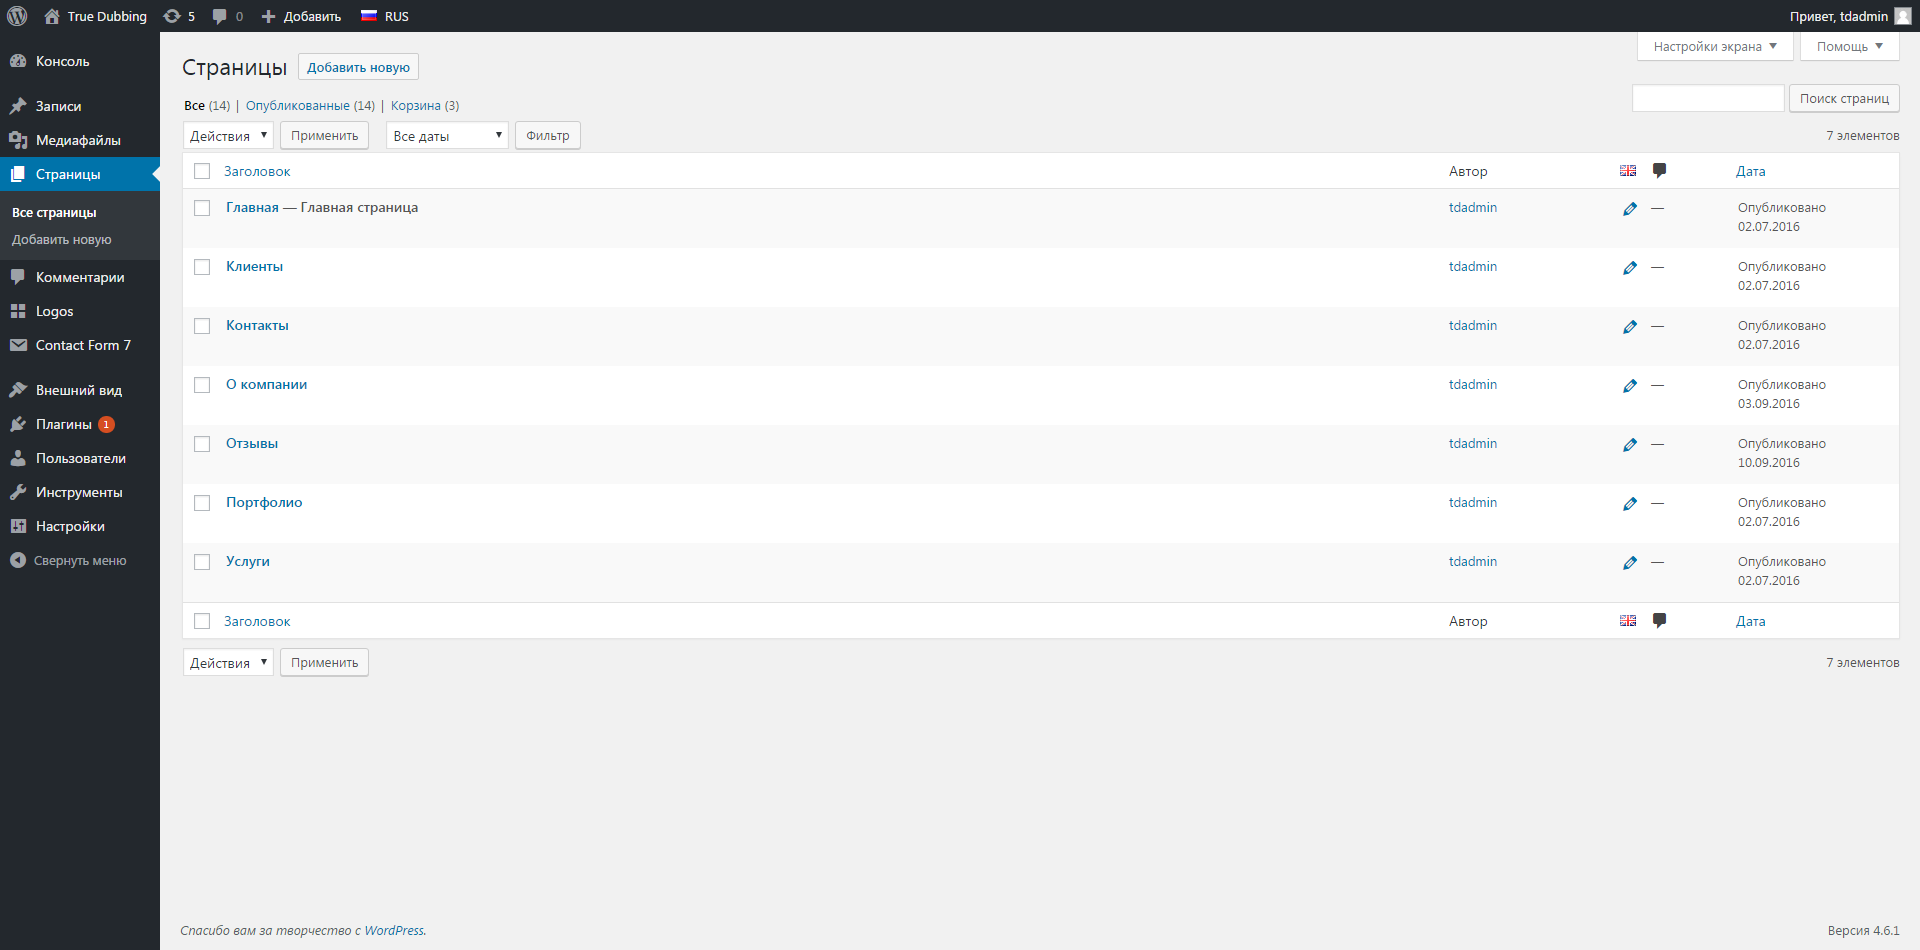 True Dubbing 5 0 Добавить RUS Привет, tdadmin
Консоль
Записи
Медиафайлы
Страницы
Все страницы
Добавить новую
Комментарии
Logos
Contact Form 7
Внешний вид
Плагины 1
Пользователи
Инструменты
Настройки
Свернуть меню
Настройки экрана Помощь
Страницы Добавить новую
Все (14) | Опубликованные (14) | Корзина (3)
Поиск страниц
Действия Применить Все даты Фильтр 7 элементов
Заголовок Автор Дата
Главная — Главная страница tdadmin — Опубликовано
02.07.2016
Клиенты tdadmin — Опубликовано
02.07.2016
Контакты tdadmin — Опубликовано
02.07.2016
О компании tdadmin — Опубликовано
03.09.2016
Отзывы tdadmin — Опубликовано
10.09.2016
Портфолио tdadmin — Опубликовано
02.07.2016
Услуги tdadmin — Опубликовано
02.07.2016
Заголовок Автор Дата
Действия Применить 7 элементов
Спасибо вам за творчество с WordPress. Версия 4.6.1